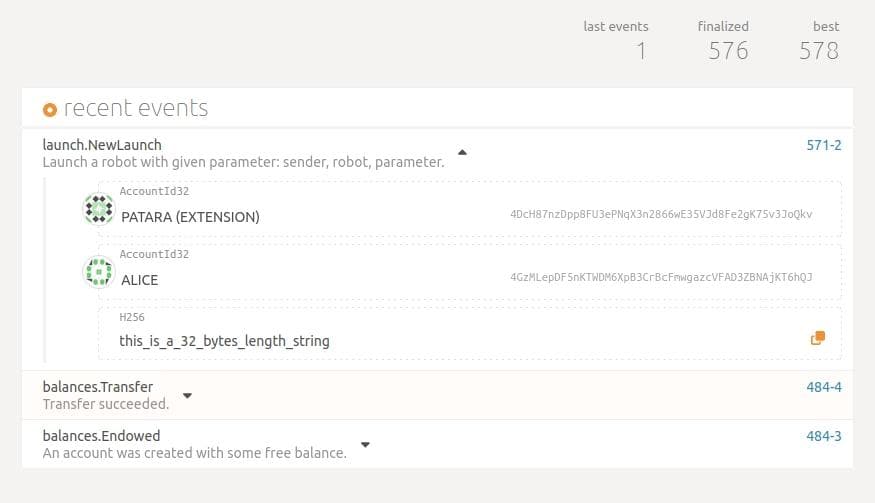 last events finalized best
1 576 578
recent events
launch.NewLaunch 571-2
Launch a robot with given parameter: sender, robot, parameter.
AccountId32
PATARA (EXTENSION) 4DcH87nzDpp8FU3ePNqX3n2866wE35VJd8Fe2gK75v3JoQkv
AccountId32
ALICE 4GzMLepDF5nKTWDM6XpB3CrBcFmwgazcVFAD3ZBNAjKT6hQJ
H256
this_is_a_32_bytes_length_string
balances.Transfer 484-4
Transfer succeeded.
balances.Endowed 484-3
An account was created with some free balance.